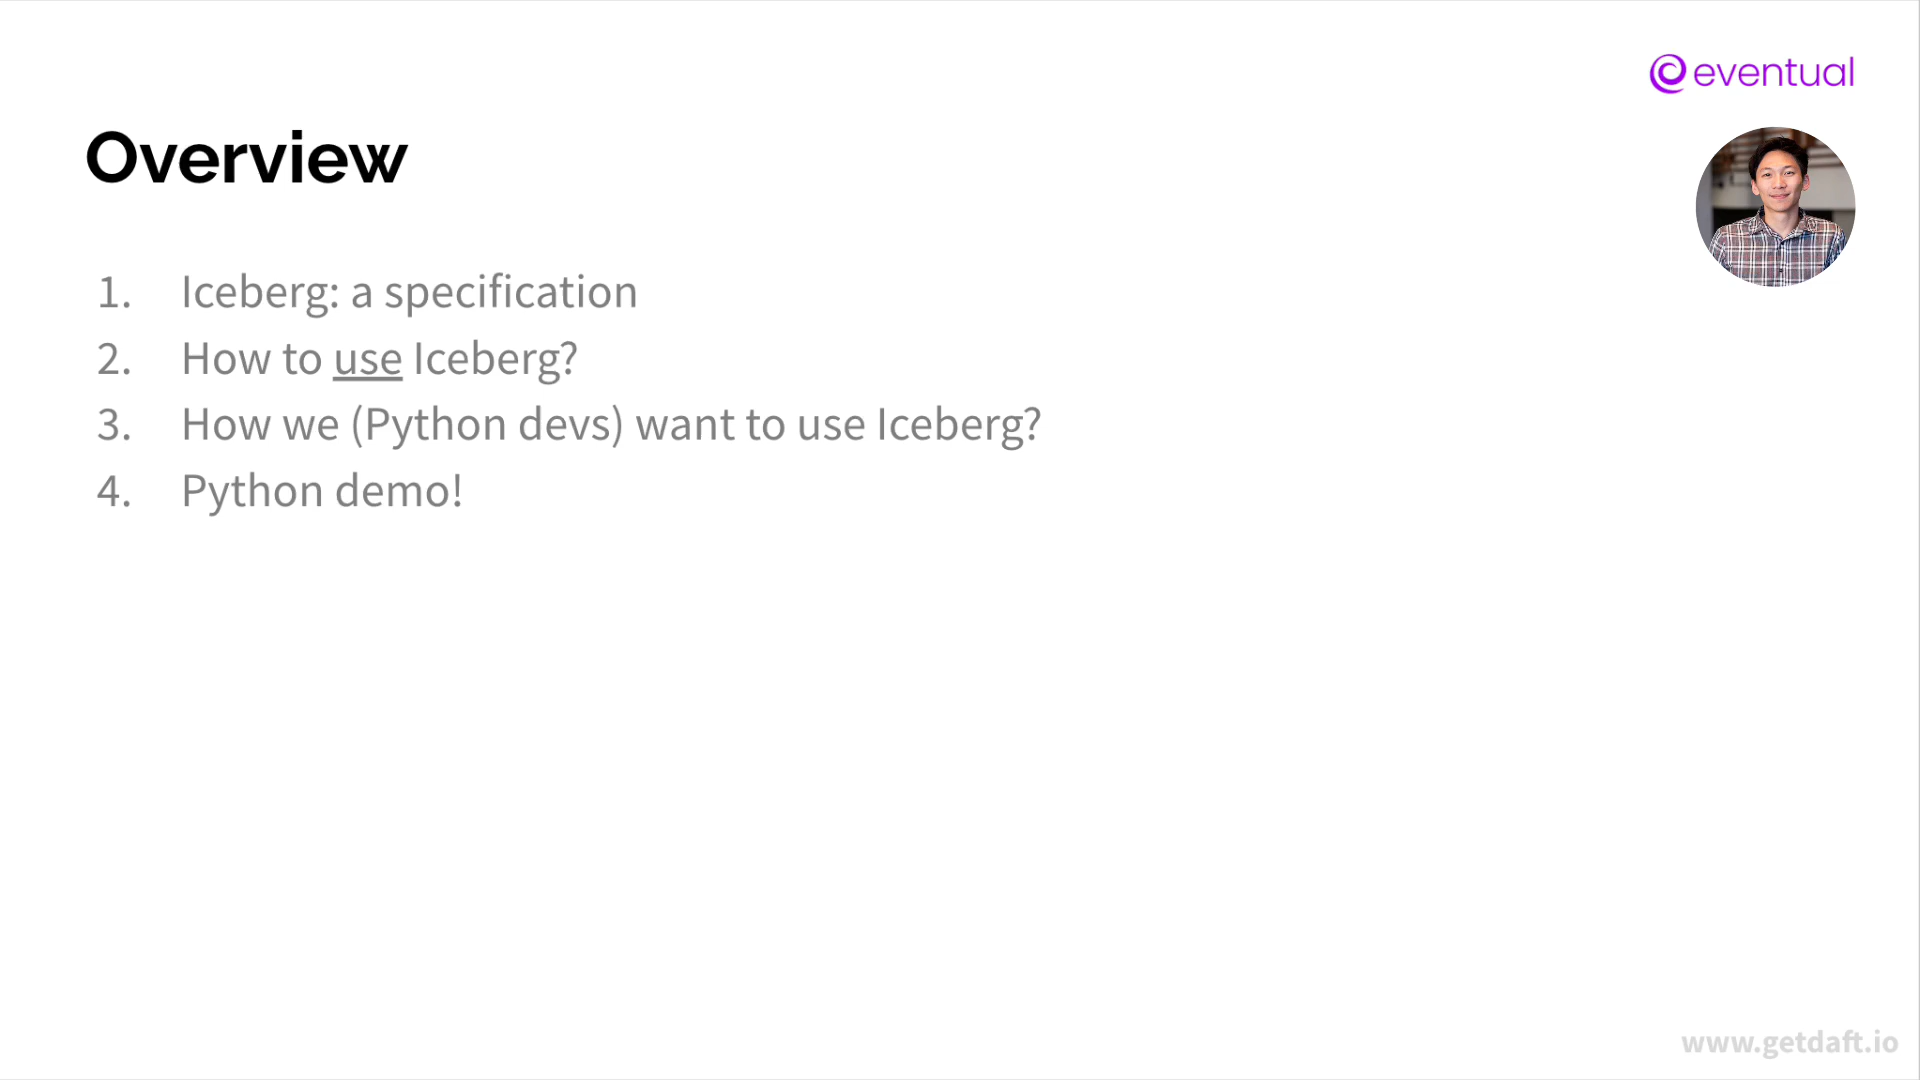 eventual
Overview
1. Iceberg: a specification
2. How to use Iceberg?
3. How we (Python devs) want to use Iceberg?
4. Python demo!
www.getdaft.io